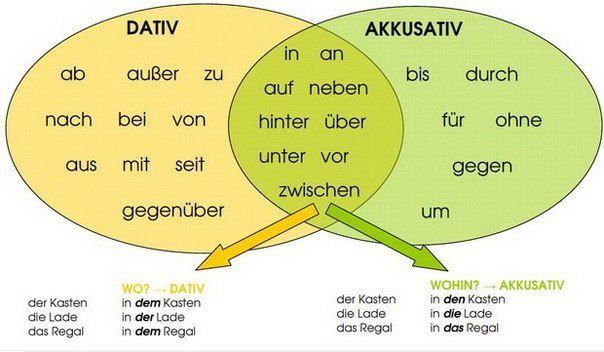 DATIV
ab außer zu
nach bei von
aus mit seit
gegenüber
in an
auf neben
hinter über
unter vor
zwischen
AKKUSATIV
bis durch
für ohne
gegen
um
WO? → DATIV
der Kasten in dem Kasten
die Lade in der Lade
das Regal in dem Regal
WOHIN? → AKKUSATIV
der Kasten in den Kasten
die Lade in die Lade
das Regal in das Regal